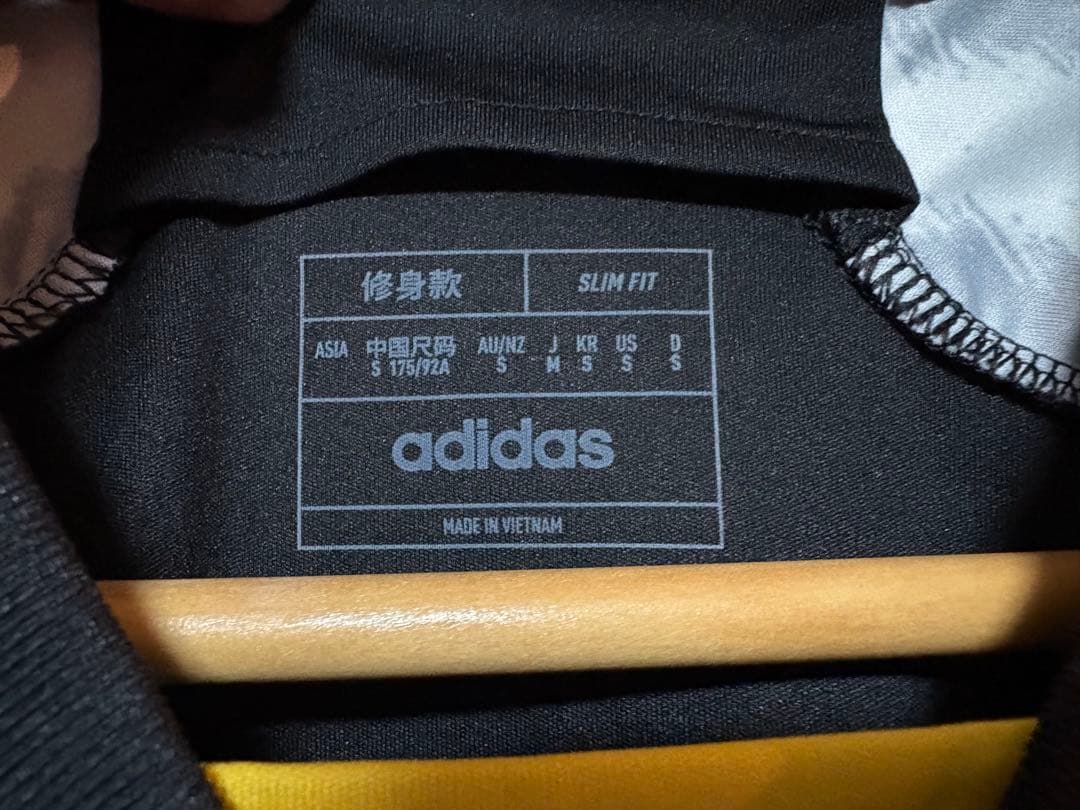 修身款 SLIM FIT
ASIA 中国尺码 AU/NZ J KR US D
S 175/92A S M S S S
adidas
MADE IN VIETNAM